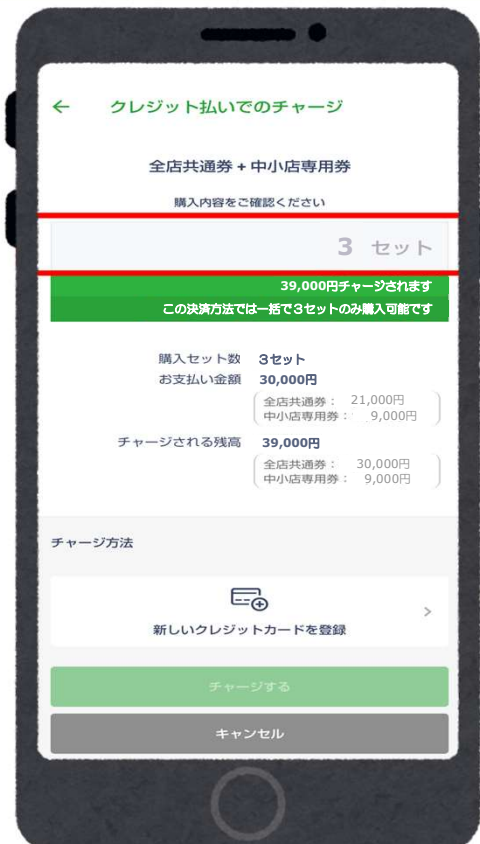 ← クレジット払いでのチャージ
全店共通券 + 中小店専用券
購入内容をご確認ください
3 セット
39,000円チャージされます
この決済方法では一括で3セットのみ購入可能です
購入セット数 3セット
お支払い金額 30,000円
全店共通券： 21,000円
中小店専用券： 9,000円
チャージされる残高 39,000円
全店共通券： 30,000円
中小店専用券： 9,000円
チャージ方法
新しいクレジットカードを登録
チャージする
キャンセル